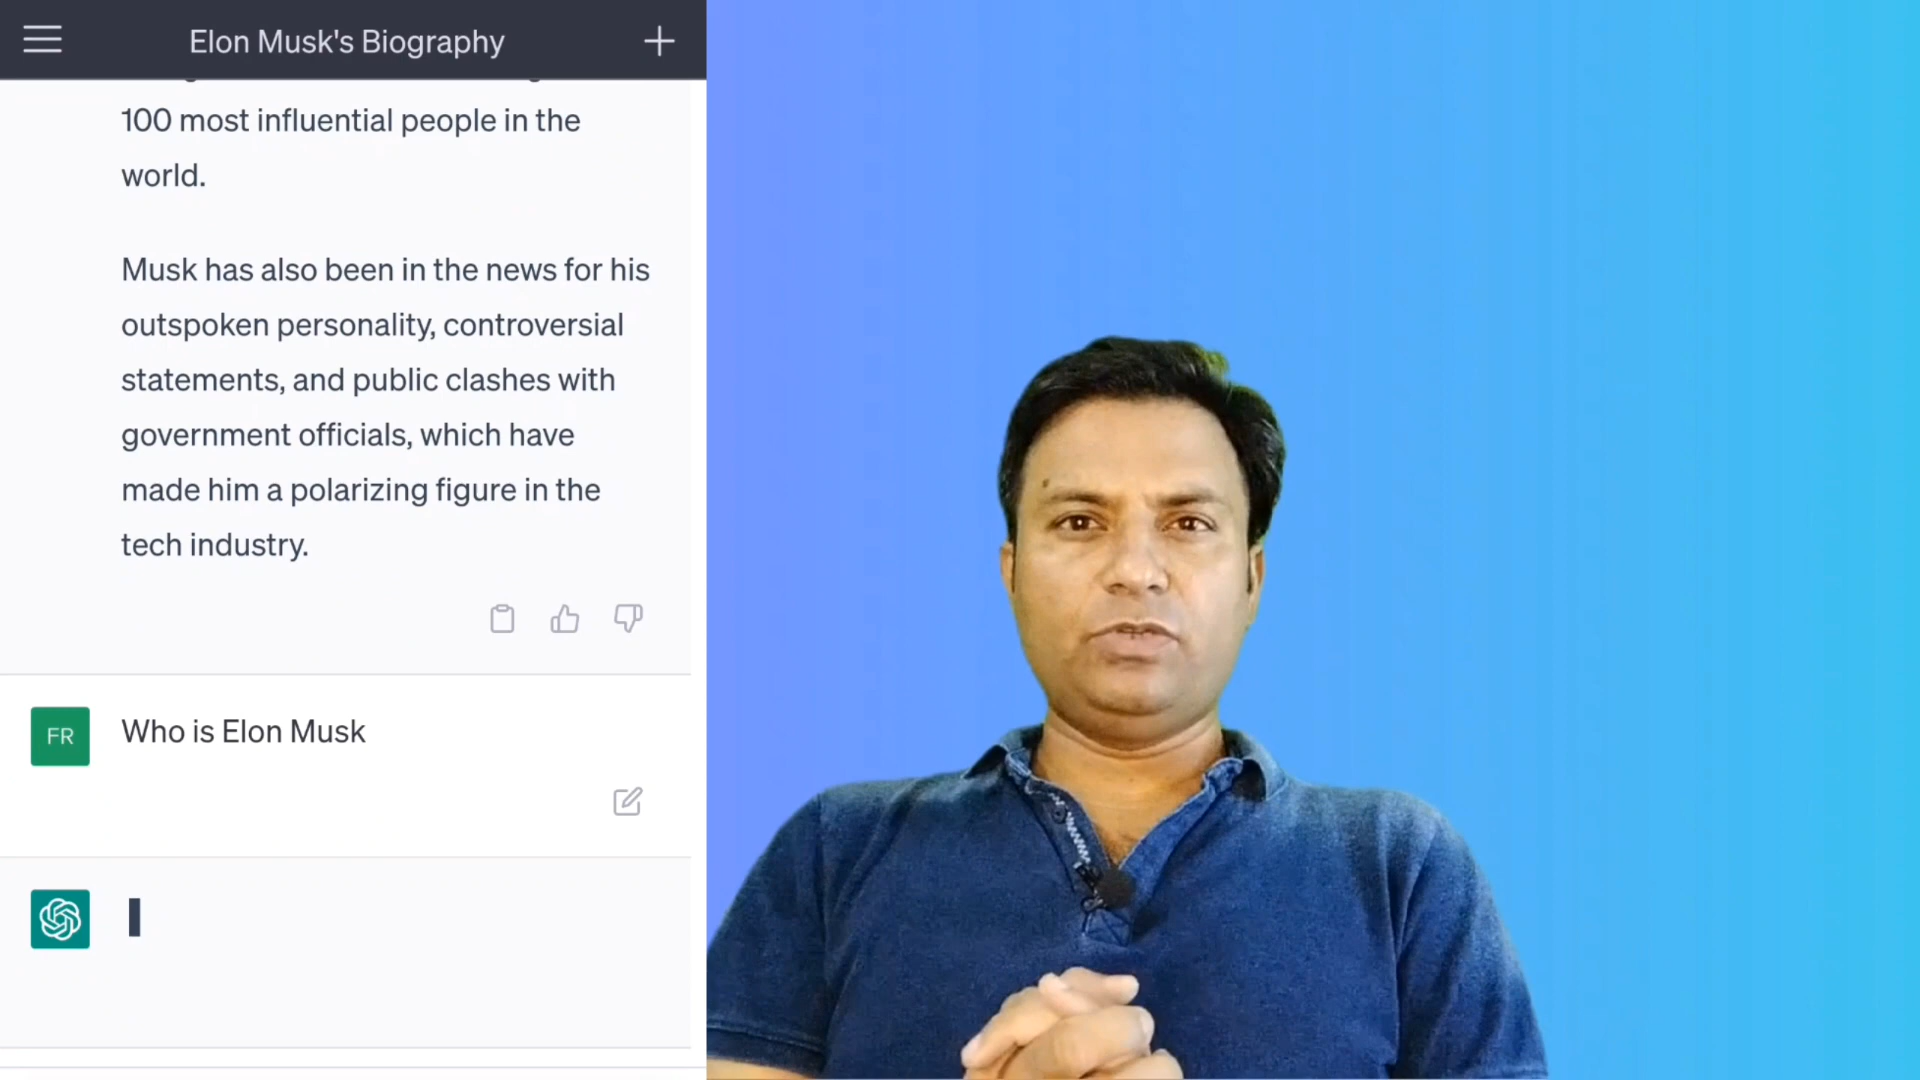 Elon Musk's Biography
100 most influential people in the
world.
Musk has also been in the news for his
outspoken personality, controversial
statements, and public clashes with
government officials, which have
made him a polarizing figure in the
tech industry.
FR
Who is Elon Musk